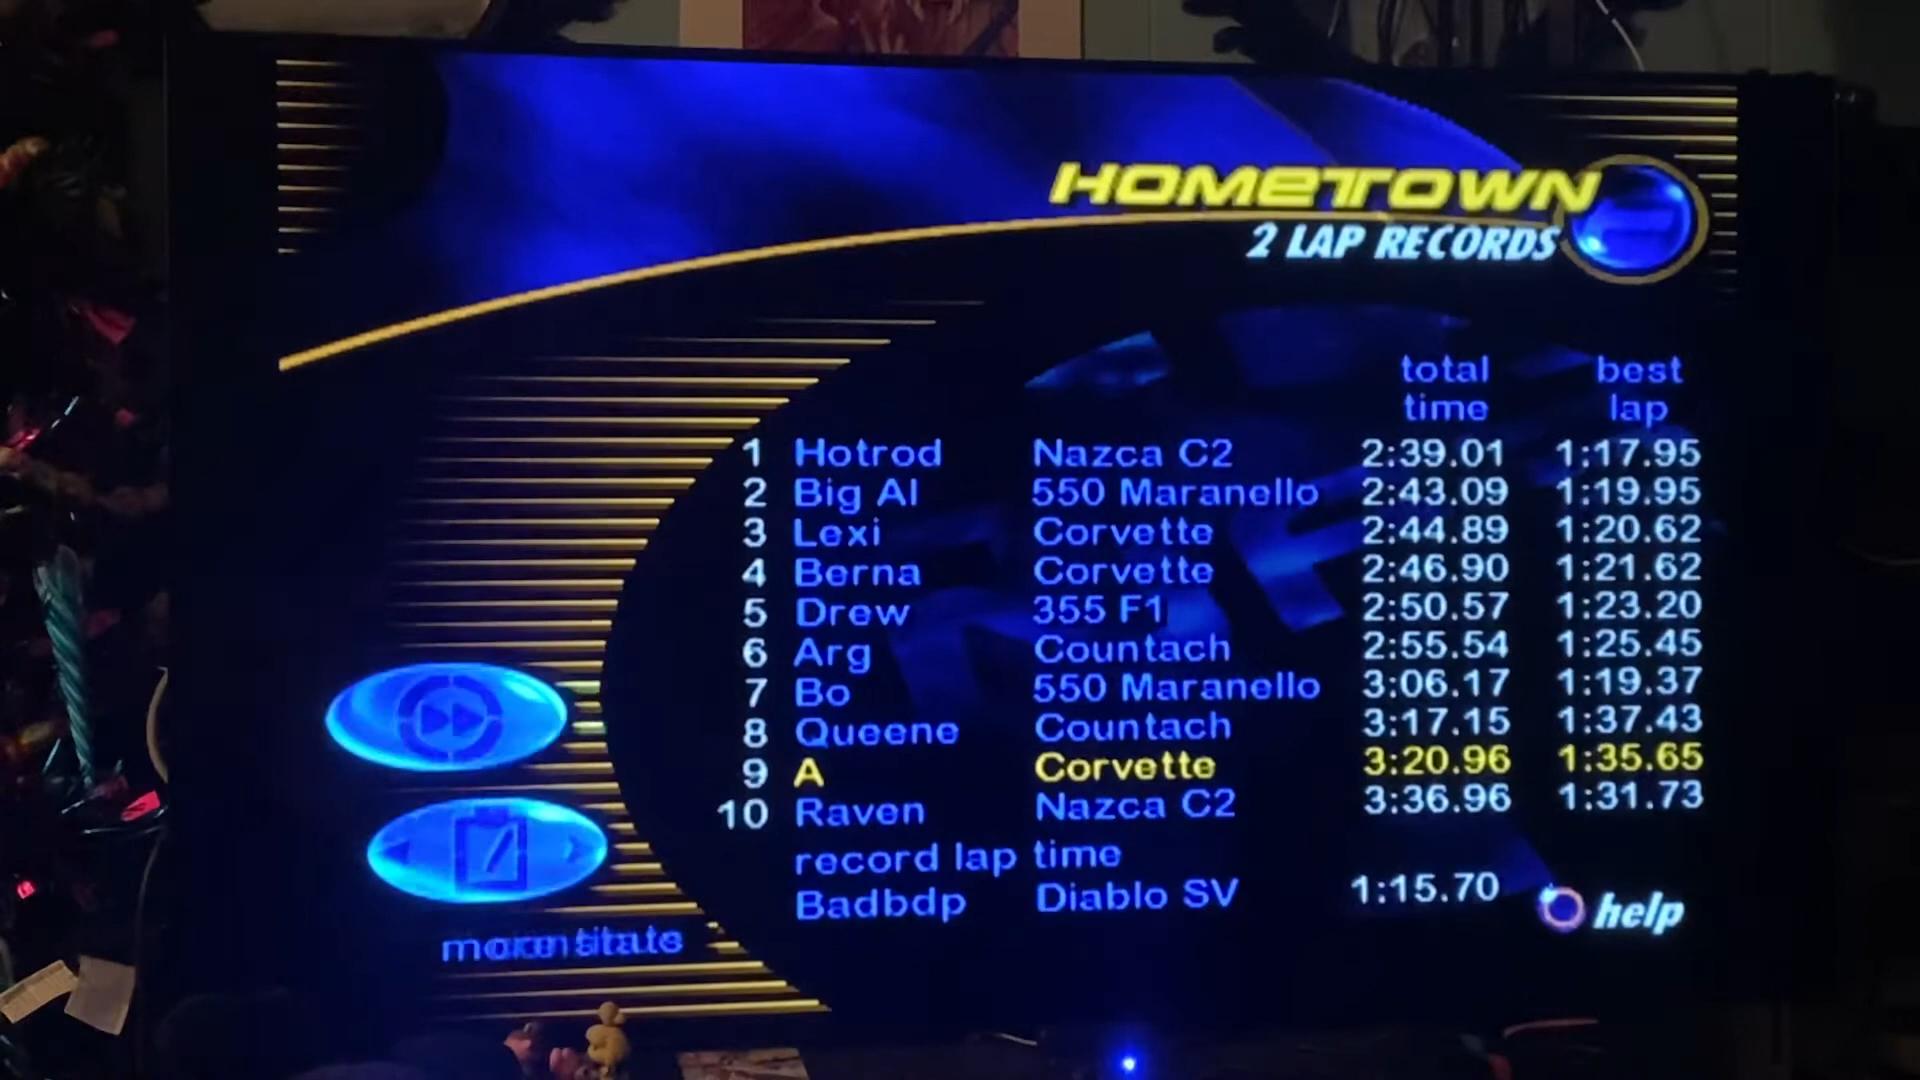 HOMETOWN
2 LAP RECORDS
total time best lap
1 Hotrod Nazca C2 2:39.01 1:17.95
2 Big Al 550 Maranello 2:43.09 1:19.95
3 Lexi Corvette 2:44.89 1:20.62
4 Berna Corvette 2:46.90 1:21.62
5 Drew 355 F1 2:50.57 1:23.20
6 Arg Countach 2:55.54 1:25.45
7 Bo 550 Maranello 3:06.17 1:19.37
8 Queene Countach 3:17.15 1:37.43
9 A Corvette 3:20.96 1:35.65
10 Raven Nazca C2 3:36.96 1:31.73
record lap time
Badbdp Diablo SV 1:15.70
help